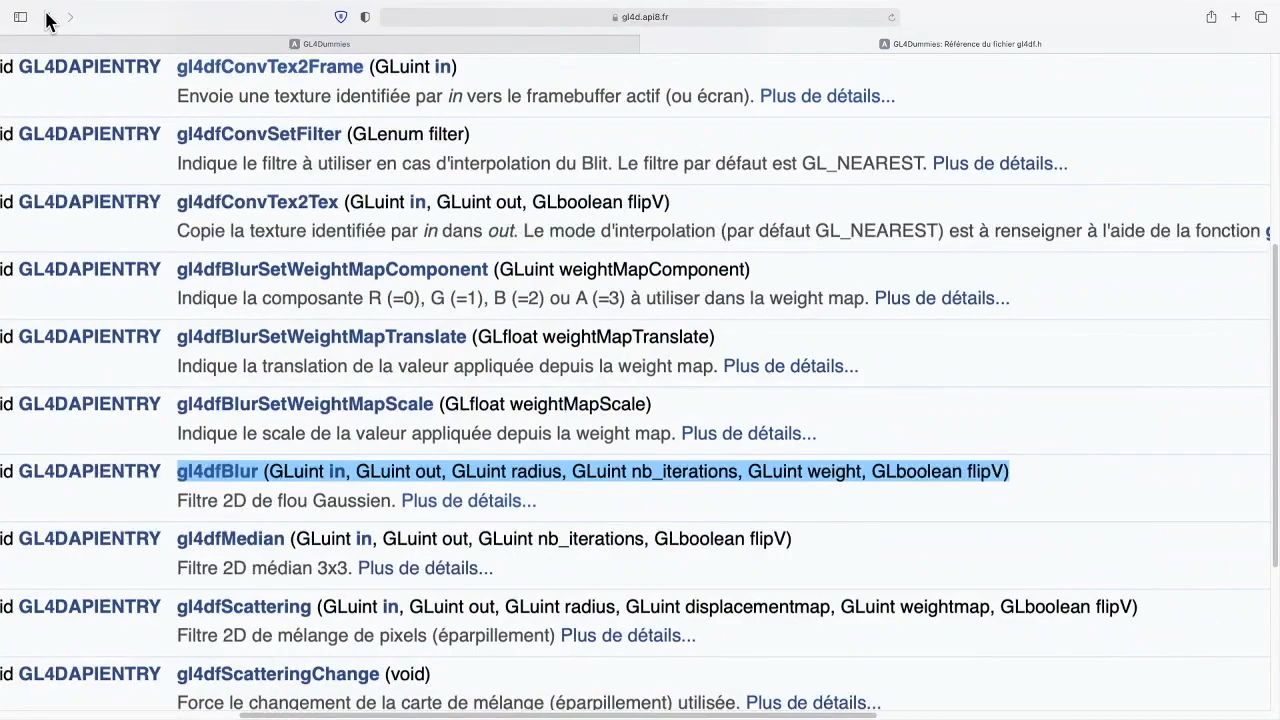 gl4d.api8.fr
GL4Dummies
GL4Dummies: Référence du fichier gl4df.h
id GL4DAPIENTRY gl4dfConvTex2Frame (GLuint in)
Envoie une texture identifiée par in vers le framebuffer actif (ou écran). Plus de détails...
id GL4DAPIENTRY gl4dfConvSetFilter (GLenum filter)
Indique le filtre à utiliser en cas d'interpolation du Blit. Le filtre par défaut est GL_NEAREST. Plus de détails...
id GL4DAPIENTRY gl4dfConvTex2Tex (GLuint in, GLuint out, GLboolean flipV)
Copie la texture identifiée par in dans out. Le mode d'interpolation (par défaut GL_NEAREST) est à renseigner à l'aide de la fonction g
id GL4DAPIENTRY gl4dfBlurSetWeightMapComponent (GLuint weightMapComponent)
Indique la composante R (=0), G (=1), B (=2) ou A (=3) à utiliser dans la weight map. Plus de détails...
id GL4DAPIENTRY gl4dfBlurSetWeightMapTranslate (GLfloat weightMapTranslate)
Indique la translation de la valeur appliquée depuis la weight map. Plus de détails...
id GL4DAPIENTRY gl4dfBlurSetWeightMapScale (GLfloat weightMapScale)
Indique le scale de la valeur appliquée depuis la weight map. Plus de détails...
id GL4DAPIENTRY gl4dfBlur (GLuint in, GLuint out, GLuint radius, GLuint nb_iterations, GLuint weight, GLboolean flipV)
Filtre 2D de flou Gaussien. Plus de détails...
id GL4DAPIENTRY gl4dfMedian (GLuint in, GLuint out, GLuint nb_iterations, GLboolean flipV)
Filtre 2D médian 3x3. Plus de détails...
id GL4DAPIENTRY gl4dfScattering (GLuint in, GLuint out, GLuint radius, GLuint displacementmap, GLuint weightmap, GLboolean flipV)
Filtre 2D de mélange de pixels (éparpillement) Plus de détails...
id GL4DAPIENTRY gl4dfScatteringChange (void)
Force le changement de la carte de mélange (éparpillement) utilisée. Plus de détails...